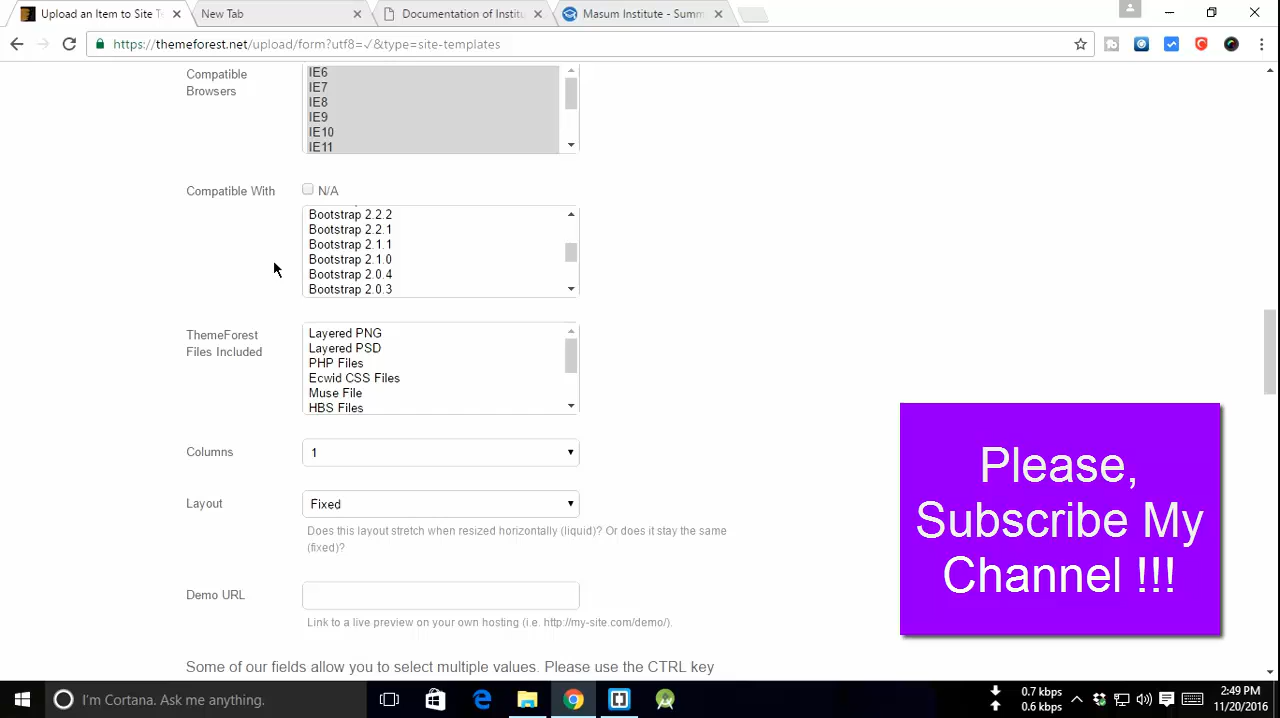 Upload an Item to Site T
New Tab
Documentation of Institu
Masum Institute - Summ
https://themeforest.net/upload/form?utf8=✓&type=site-templates
Compatible
Browsers
IE6
IE7
IE8
IE9
IE10
IE11
Compatible With
N/A
Bootstrap 2.2.2
Bootstrap 2.2.1
Bootstrap 2.1.1
Bootstrap 2.1.0
Bootstrap 2.0.4
Bootstrap 2.0.3
ThemeForest
Files Included
Layered PNG
Layered PSD
PHP Files
Ecwid CSS Files
Muse File
HBS Files
Columns
1
Layout
Fixed
Does this layout stretch when resized horizontally (liquid)? Or does it stay the same
(fixed)?
Demo URL
Link to a live preview on your own hosting (i.e. http://my-site.com/demo/).
Some of our fields allow you to select multiple values. Please use the CTRL key
Please,
Subscribe My
Channel !!!
I'm Cortana. Ask me anything.
0.7 kbps
0.6 kbps
2:49 PM
11/20/2016